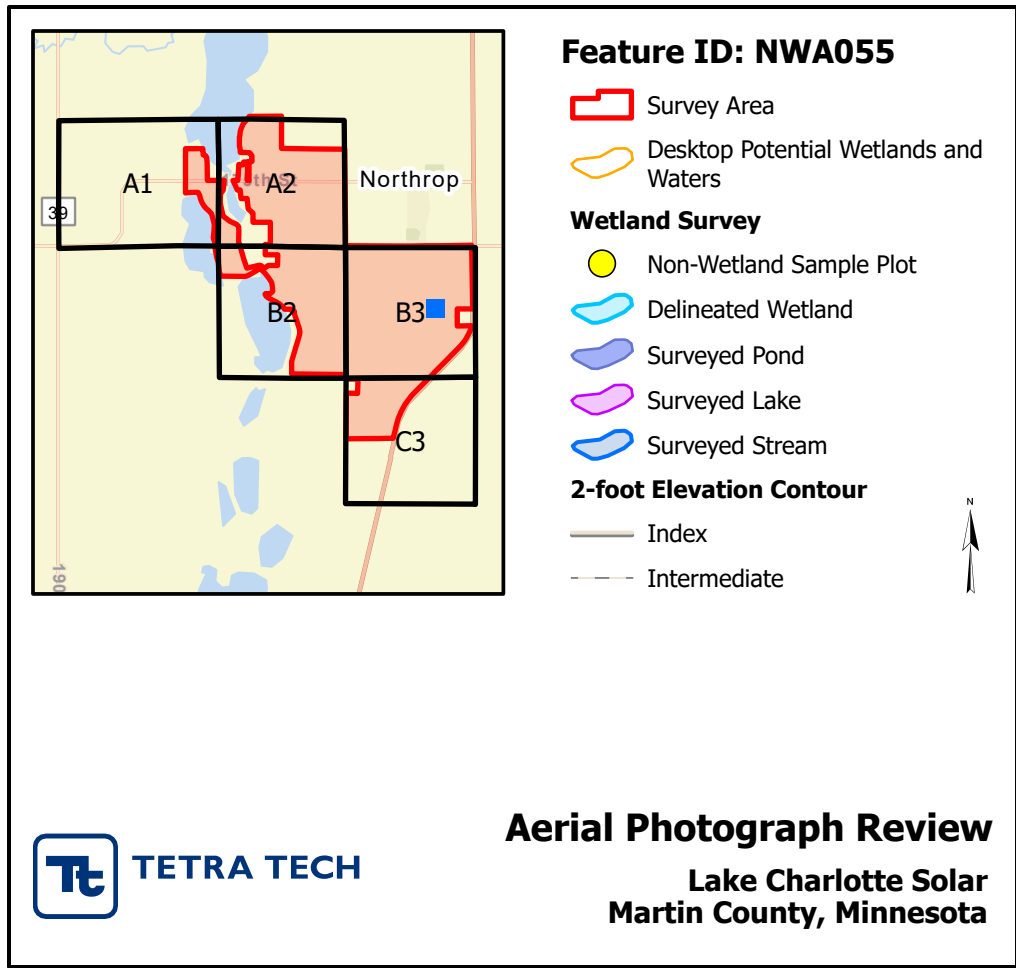 Feature ID: NWA055
Survey Area
Desktop Potential Wetlands and
Waters
Wetland Survey
Non-Wetland Sample Plot
Delineated Wetland
Surveyed Pond
Surveyed Lake
Surveyed Stream
2-foot Elevation Contour
Index
Intermediate
N
A1
A2
Northrop
39
B2
B3
C3
190
Tt TETRA TECH
Aerial Photograph Review
Lake Charlotte Solar
Martin County, Minnesota